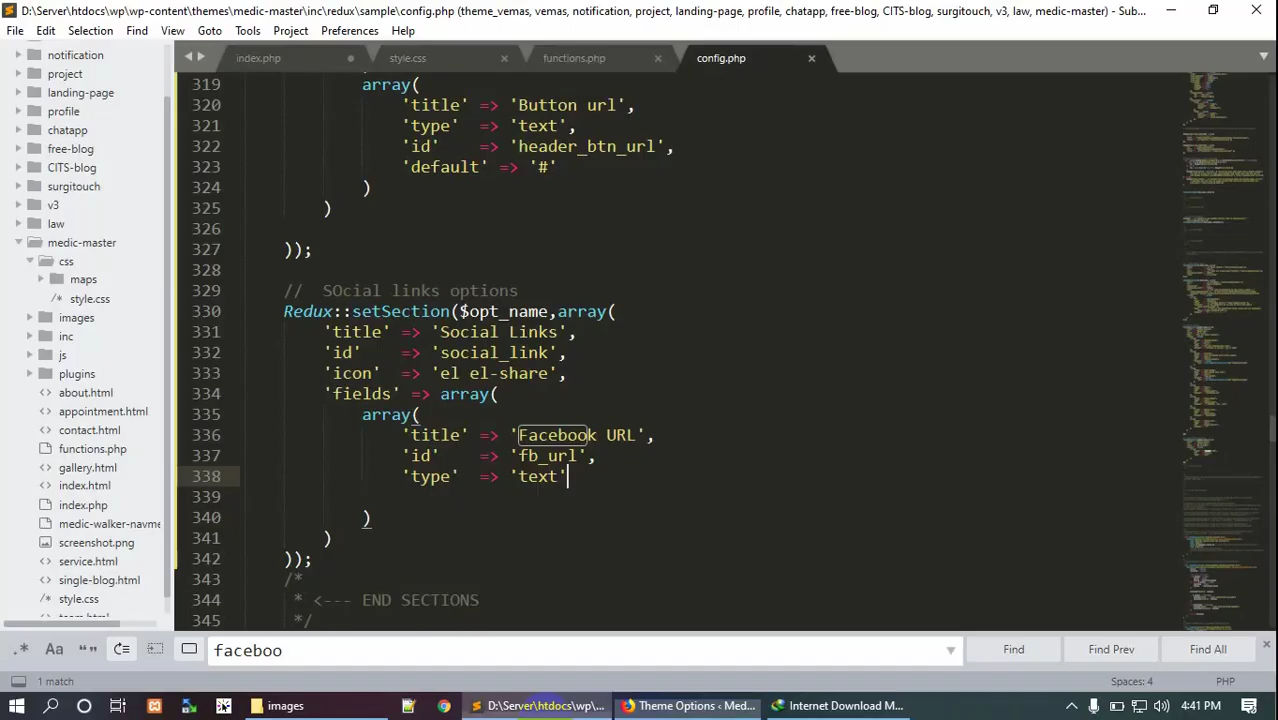 D:\Server\htdocs\wp\wp-content\themes\medic-master\inc\redux\sample\config.php (theme_vemas, vemas, notification, project, landing-page, profile, chatapp, free-blog, CITS-blog, surgitouch, v3, law, medic-master) - Sub...
File Edit Selection Find View Goto Tools Project Preferences Help
index.php style.css functions.php config.php
notification
project
landing-page
profile
chatapp
free-blog
CITS-blog
surgitouch
v3
law
medic-master
css
maps
style.css
images
inc
js
plugins
about.html
appointment.html
contact.html
functions.php
gallery.html
index.html
index.php
medic-walker-navme
screenshot.png
service.html
single-blog.html
style.css
319 array(
320 'title' => 'Button url',
321 'type' => 'text',
322 'id' => 'header_btn_url',
323 'default' => '#'
324 )
325 )
326
327 ));
328
329 // SOcial links options
330 Redux::setSection($opt_name,array(
331 'title' => 'Social Links',
332 'id' => 'social_link',
333 'icon' => 'el el-share',
334 'fields' => array(
335 array(
336 'title' => 'Facebook URL',
337 'id' => 'fb_url',
338 'type' => 'text'
339
340 )
341 )
342 ));
343 /*
344 * <--- END SECTIONS
345 */
.* Aa “” faceboo Find Find Prev Find All
1 match Spaces: 4 PHP
images D:\Server\htdocs\wp\... Theme Options ‹ Med... Internet Download M... 4:41 PM